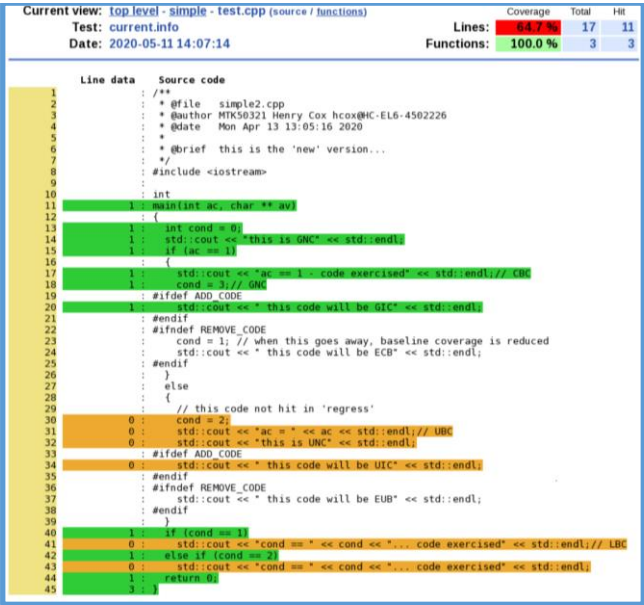 Current view: top level - simple - test.cpp (source / functions) Coverage Total Hit
Test: current.info Lines: 64.7 % 17 11
Date: 2020-05-11 14:07:14 Functions: 100.0 % 3 3
Line data Source code
1 : /**
2 : * @file simple2.cpp
3 : * @author MTK50321 Henry Cox hcox@HC-EL6-4502226
4 : * @date Mon Apr 13 13:05:16 2020
5 : *
6 : * @brief this is the 'new' version...
7 : */
8 : #include <iostream>
9 :
10 : int
11 1 : main(int ac, char ** av)
12 : {
13 1 : int cond = 0;
14 1 : std::cout << "this is GNC" << std::endl;
15 1 : if (ac == 1)
16 : {
17 1 : std::cout << "ac == 1 - code exercised" << std::endl;// CBC
18 1 : cond = 3;// GNC
19 : #ifdef ADD_CODE
20 1 : std::cout << " this code will be GIC" << std::endl;
21 : #endif
22 : #ifndef REMOVE_CODE
23 : cond = 1; // when this goes away, baseline coverage is reduced
24 : std::cout << " this code will be ECB" << std::endl;
25 : #endif
26 : }
27 : else
28 : {
29 : // this code not hit in 'regress'
30 0 : cond = 2;
31 0 : std::cout << "ac = " << ac << std::endl;// UBC
32 0 : std::cout << "this is UNC" << std::endl;
33 : #ifdef ADD_CODE
34 0 : std::cout << " this code will be UIC" << std::endl;
35 : #endif
36 : #ifndef REMOVE_CODE
37 : std::cout << " this code will be EUB" << std::endl;
38 : #endif
39 : }
40 1 : if (cond == 1)
41 0 : std::cout << "cond == " << cond << "... code exercised" << std::endl;// LBC
42 1 : else if (cond == 2)
43 0 : std::cout << "cond == " << cond << "... code exercised" << std::endl;
44 1 : return 0;
45 3 : }